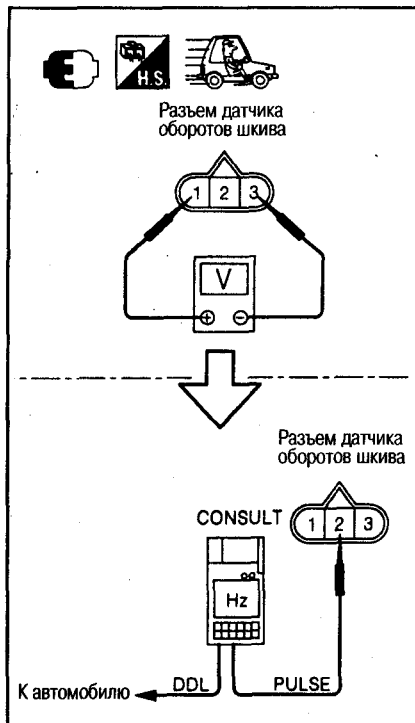 H.S.
Разъем датчика
оборотов шкива
1 2 3
V
+ −
Разъем датчика
оборотов шкива
CONSULT
1 2 3
Hz
К автомобилю DDL PULSE